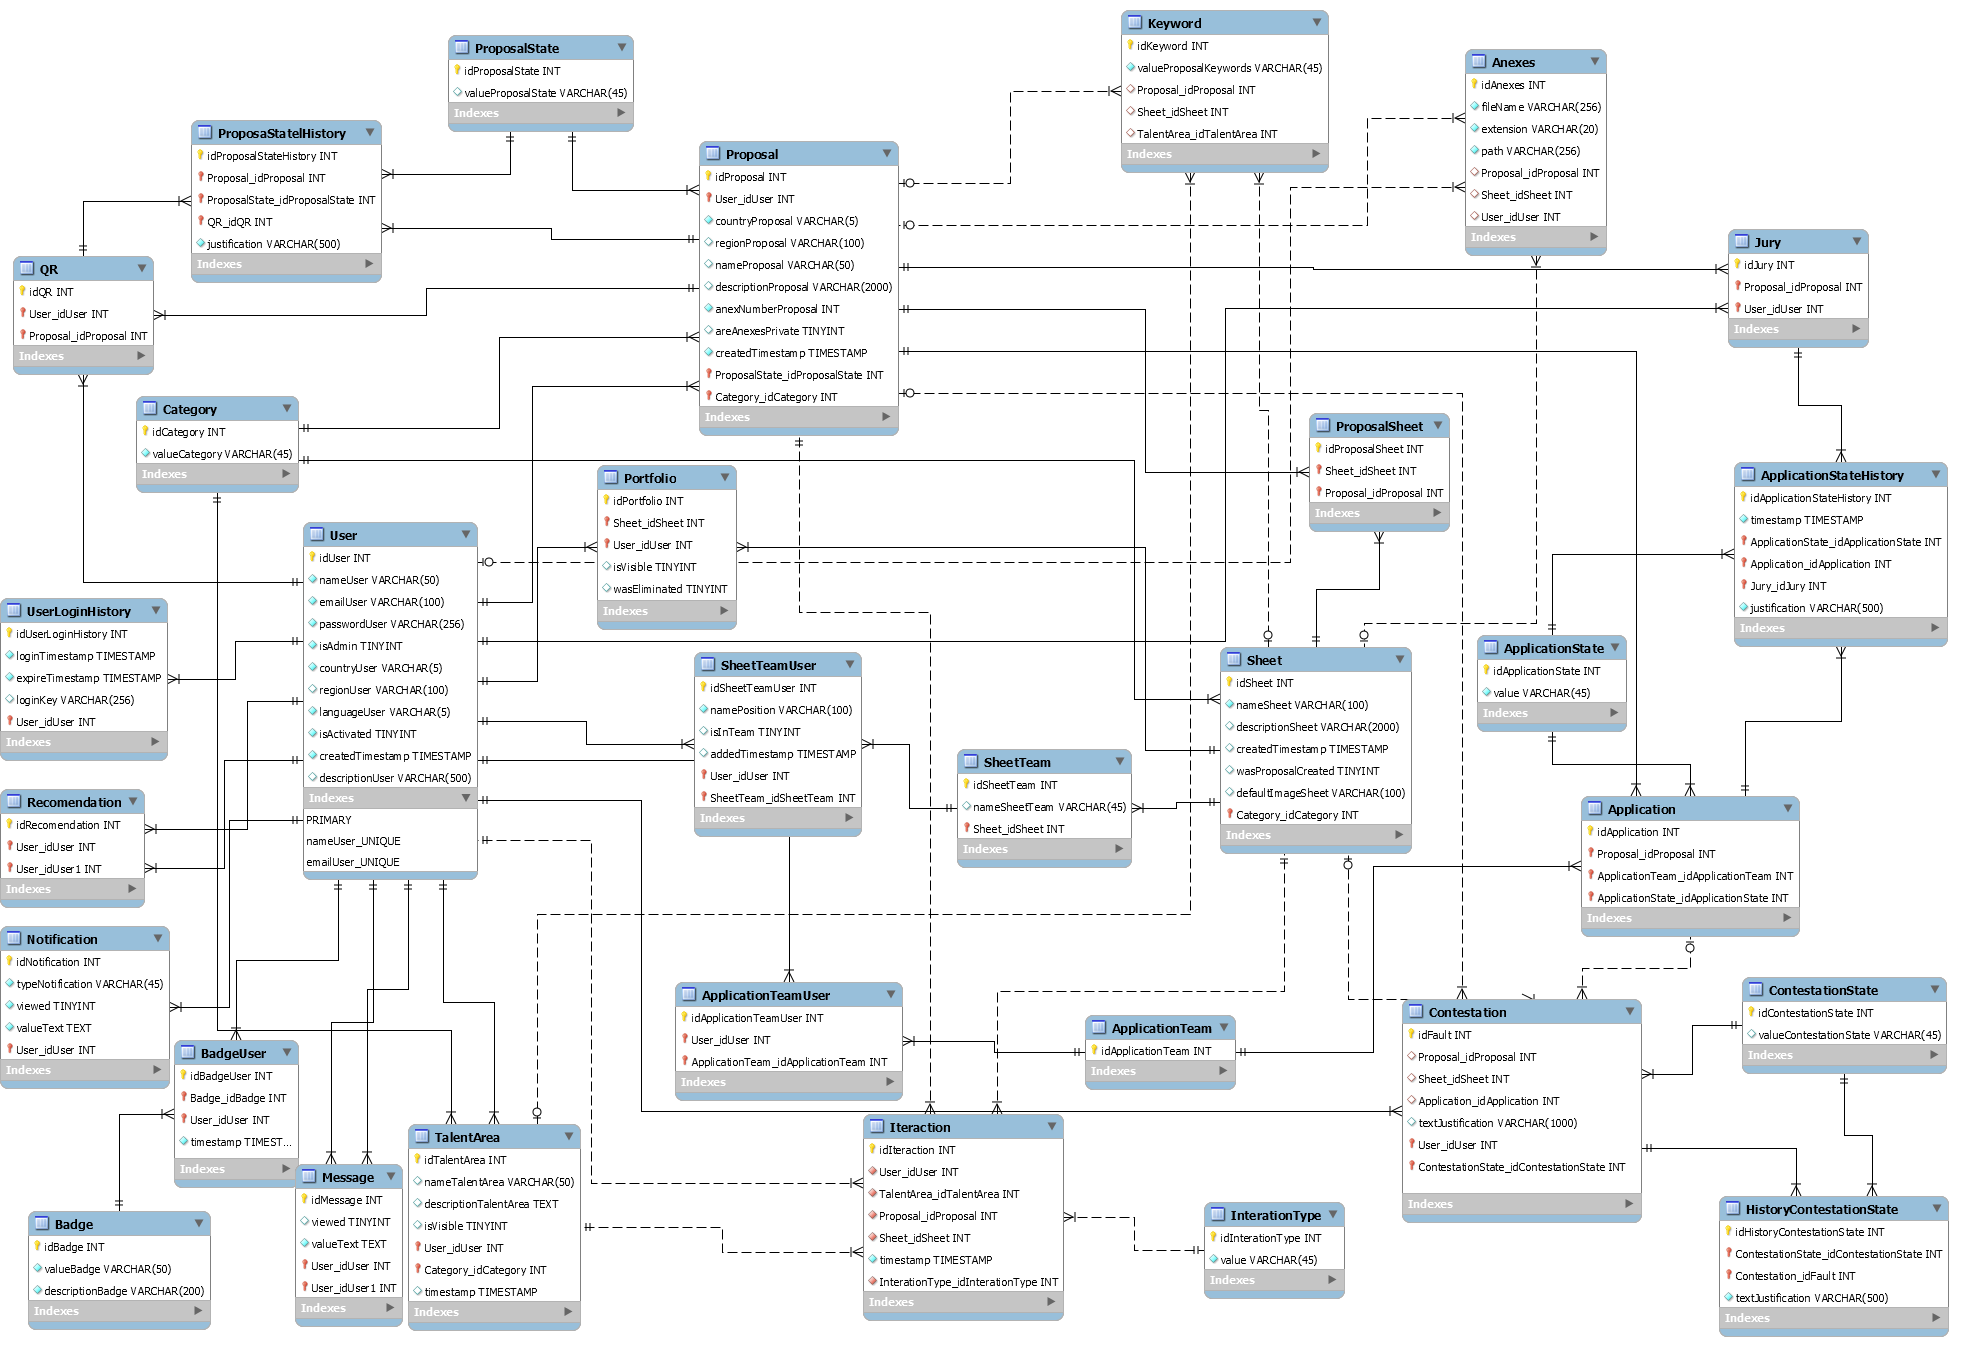 ProposalState
idProposalState INT
valueProposalState VARCHAR(45)
Indexes
Keyword
idKeyword INT
valueProposalKeywords VARCHAR(45)
Proposal_idProposal INT
Sheet_idSheet INT
TalentArea_idTalentArea INT
Indexes
Anexes
idAnexes INT
fileName VARCHAR(256)
extension VARCHAR(20)
path VARCHAR(256)
Proposal_idProposal INT
Sheet_idSheet INT
User_idUser INT
Indexes
ProposaStatelHistory
idProposalStateHistory INT
Proposal_idProposal INT
ProposalState_idProposalState INT
QR_idQR INT
justification VARCHAR(500)
Indexes
Proposal
idProposal INT
User_idUser INT
countryProposal VARCHAR(5)
regionProposal VARCHAR(100)
nameProposal VARCHAR(50)
descriptionProposal VARCHAR(2000)
anexNumberProposal INT
areAnexesPrivate TINYINT
createdTimestamp TIMESTAMP
ProposalState_idProposalState INT
Category_idCategory INT
Indexes
Jury
idJury INT
Proposal_idProposal INT
User_idUser INT
Indexes
QR
idQR INT
User_idUser INT
Proposal_idProposal INT
Indexes
Category
idCategory INT
valueCategory VARCHAR(45)
Indexes
ProposalSheet
idProposalSheet INT
Sheet_idSheet INT
Proposal_idProposal INT
Indexes
Portfolio
idPortfolio INT
Sheet_idSheet INT
User_idUser INT
isVisible TINYINT
wasEliminated TINYINT
Indexes
ApplicationStateHistory
idApplicationStateHistory INT
timestamp TIMESTAMP
ApplicationState_idApplicationState INT
Application_idApplication INT
Jury_idJury INT
justification VARCHAR(500)
Indexes
User
idUser INT
nameUser VARCHAR(50)
emailUser VARCHAR(100)
passwordUser VARCHAR(256)
isAdmin TINYINT
countryUser VARCHAR(5)
regionUser VARCHAR(100)
languageUser VARCHAR(5)
isActivated TINYINT
createdTimestamp TIMESTAMP
descriptionUser VARCHAR(500)
Indexes
PRIMARY
nameUser_UNIQUE
emailUser_UNIQUE
UserLoginHistory
idUserLoginHistory INT
loginTimestamp TIMESTAMP
expireTimestamp TIMESTAMP
loginKey VARCHAR(256)
User_idUser INT
Indexes
SheetTeamUser
idSheetTeamUser INT
namePosition VARCHAR(100)
isInTeam TINYINT
addedTimestamp TIMESTAMP
User_idUser INT
SheetTeam_idSheetTeam INT
Indexes
Sheet
idSheet INT
nameSheet VARCHAR(100)
descriptionSheet VARCHAR(2000)
createdTimestamp TIMESTAMP
wasProposalCreated TINYINT
defaultImageSheet VARCHAR(100)
Category_idCategory INT
Indexes
ApplicationState
idApplicationState INT
value VARCHAR(45)
Indexes
SheetTeam
idSheetTeam INT
nameSheetTeam VARCHAR(45)
Sheet_idSheet INT
Indexes
Recomendation
idRecomendation INT
User_idUser INT
User_idUser1 INT
Indexes
Application
idApplication INT
Proposal_idProposal INT
ApplicationTeam_idApplicationTeam INT
ApplicationState_idApplicationState INT
Indexes
Notification
idNotification INT
typeNotification VARCHAR(45)
viewed TINYINT
valueText TEXT
User_idUser INT
Indexes
ApplicationTeamUser
idApplicationTeamUser INT
User_idUser INT
ApplicationTeam_idApplicationTeam INT
Indexes
ApplicationTeam
idApplicationTeam INT
Indexes
Contestation
idFault INT
Proposal_idProposal INT
Sheet_idSheet INT
Application_idApplication INT
textJustification VARCHAR(1000)
User_idUser INT
ContestationState_idContestationState INT
Indexes
ContestationState
idContestationState INT
valueContestationState VARCHAR(45)
Indexes
BadgeUser
idBadgeUser INT
Badge_idBadge INT
User_idUser INT
timestamp TIMEST...
Indexes
Message
idMessage INT
viewed TINYINT
valueText TEXT
User_idUser INT
User_idUser1 INT
Indexes
TalentArea
idTalentArea INT
nameTalentArea VARCHAR(50)
descriptionTalentArea TEXT
isVisible TINYINT
User_idUser INT
Category_idCategory INT
timestamp TIMESTAMP
Indexes
Iteraction
idIteraction INT
User_idUser INT
TalentArea_idTalentArea INT
Proposal_idProposal INT
Sheet_idSheet INT
timestamp TIMESTAMP
InterationType_idInterationType INT
Indexes
InterationType
idInterationType INT
value VARCHAR(45)
Indexes
HistoryContestationState
idHistoryContestationState INT
ContestationState_idContestationState INT
Contestation_idFault INT
textJustification VARCHAR(500)
Indexes
Badge
idBadge INT
valueBadge VARCHAR(50)
descriptionBadge VARCHAR(200)
Indexes